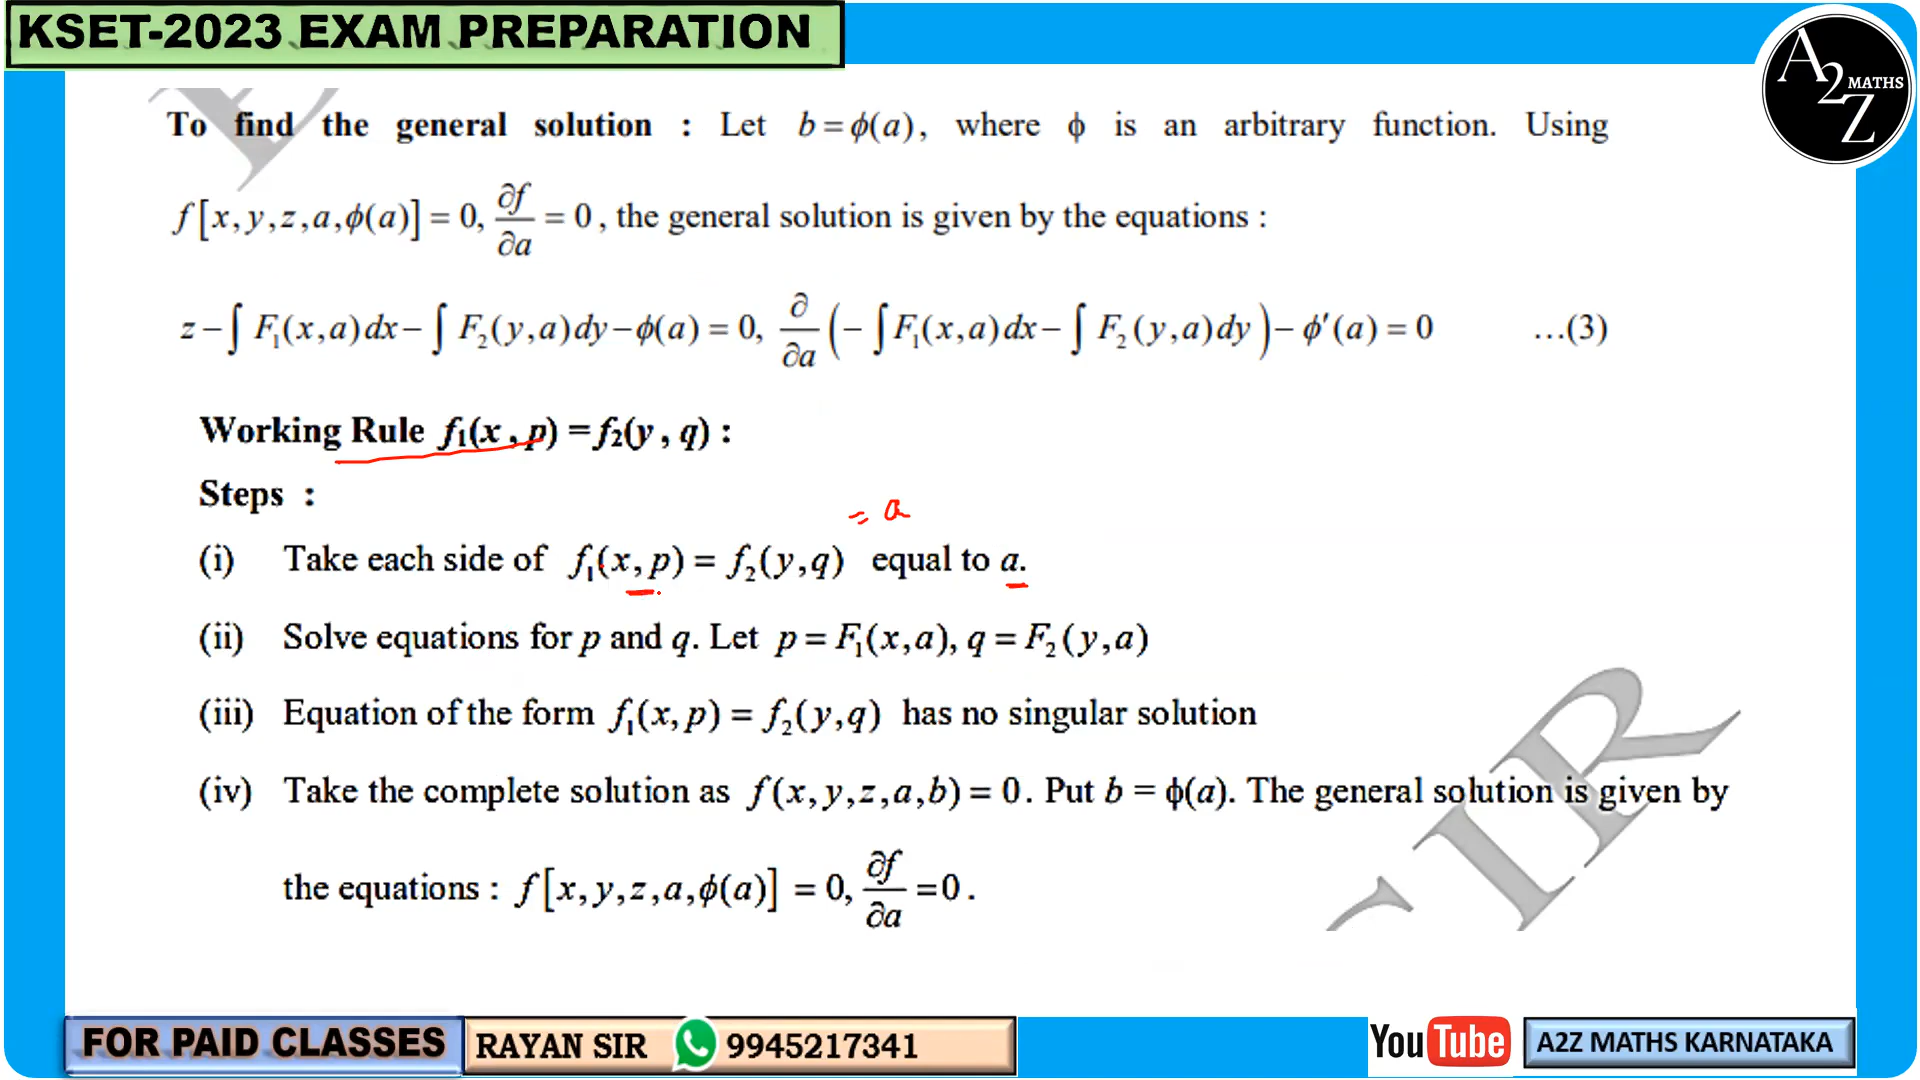 KSET-2023 EXAM PREPARATION
A2Z MATHS
To find the general solution : Let b = ϕ(a), where ϕ is an arbitrary function. Using
f[x, y, z, a, ϕ(a)] = 0, ∂f/∂a = 0, the general solution is given by the equations :
z − ∫ F₁(x, a) dx − ∫ F₂(y, a) dy − ϕ(a) = 0, ∂/∂a (− ∫ F₁(x, a) dx − ∫ F₂(y, a) dy) − ϕ′(a) = 0 ...(3)
Working Rule f₁(x , p) = f₂(y , q) :
Steps :
= a
(i) Take each side of f₁(x, p) = f₂(y, q) equal to a.
(ii) Solve equations for p and q. Let p = F₁(x, a), q = F₂(y, a)
(iii) Equation of the form f₁(x, p) = f₂(y, q) has no singular solution
(iv) Take the complete solution as f(x, y, z, a, b) = 0. Put b = ϕ(a). The general solution is given by
the equations : f[x, y, z, a, ϕ(a)] = 0, ∂f/∂a = 0.
FOR PAID CLASSES RAYAN SIR 9945217341 YouTube A2Z MATHS KARNATAKA